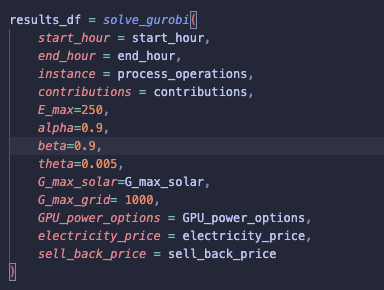 results_df = solve_gurobi(
start_hour = start_hour,
end_hour = end_hour,
instance = process_operations,
contributions = contributions,
E_max=250,
alpha=0.9,
beta=0.9,
theta=0.005,
G_max_solar=G_max_solar,
G_max_grid= 1000,
GPU_power_options = GPU_power_options,
electricity_price = electricity_price,
sell_back_price = sell_back_price
)